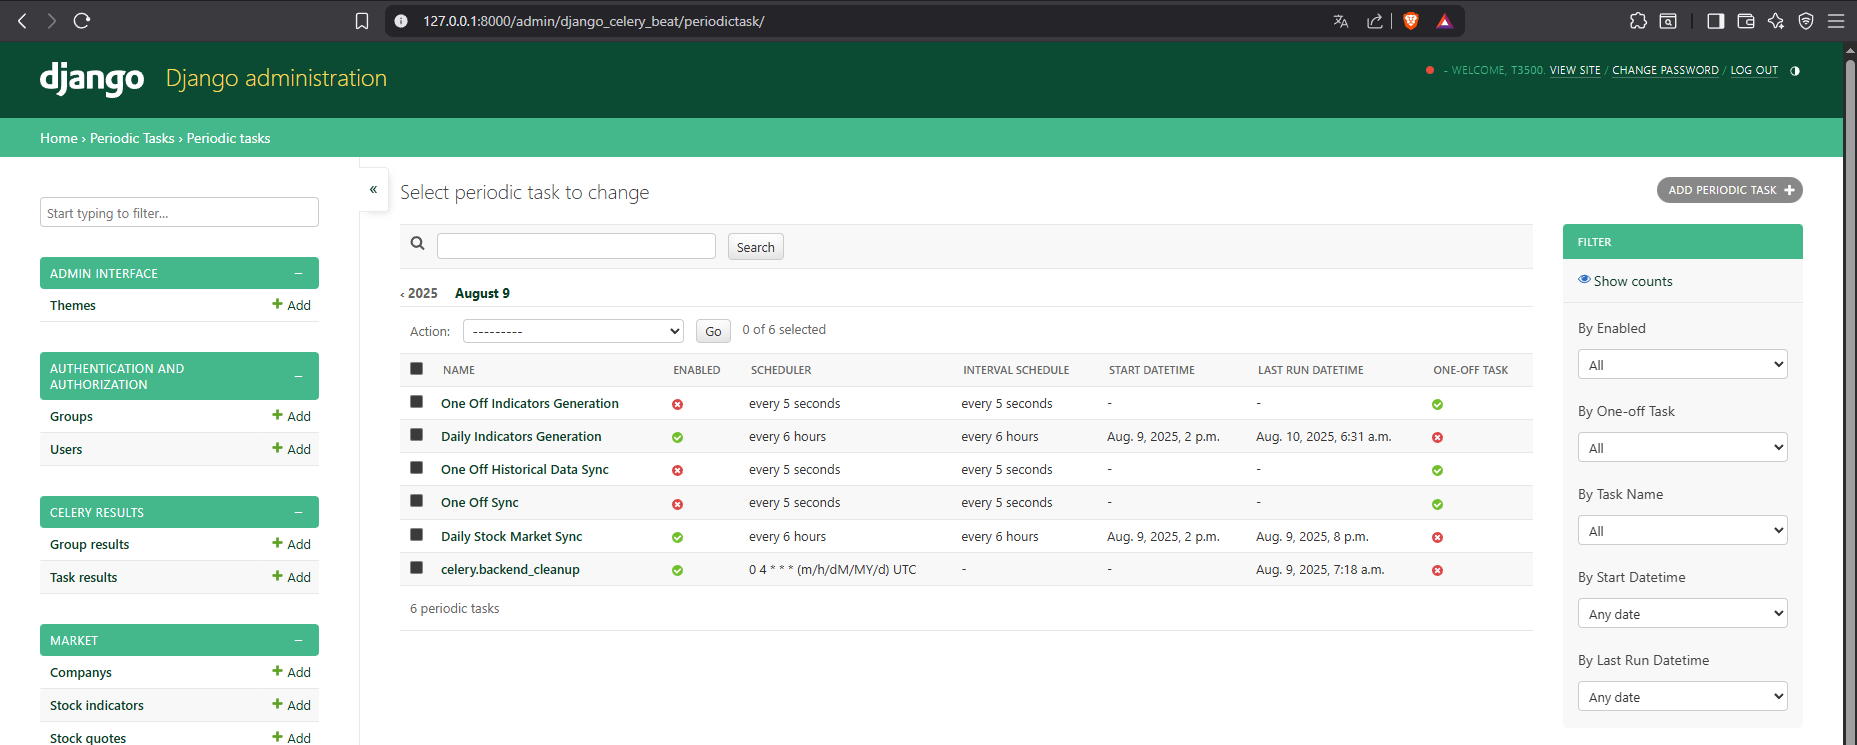 127.0.0.1:8000/admin/django_celery_beat/periodictask/
django Django administration
- WELCOME, T3500. VIEW SITE / CHANGE PASSWORD / LOG OUT
Home › Periodic Tasks › Periodic tasks
Start typing to filter...
ADMIN INTERFACE –
Themes + Add
AUTHENTICATION AND
AUTHORIZATION –
Groups + Add
Users + Add
CELERY RESULTS –
Group results + Add
Task results + Add
MARKET –
Companys + Add
Stock indicators + Add
Stock quotes + Add
«
Select periodic task to change
ADD PERIODIC TASK +
Search
‹ 2025 August 9
Action: --------- Go 0 of 6 selected
NAME ENABLED SCHEDULER INTERVAL SCHEDULE START DATETIME LAST RUN DATETIME ONE-OFF TASK
One Off Indicators Generation every 5 seconds every 5 seconds - -
Daily Indicators Generation every 6 hours every 6 hours Aug. 9, 2025, 2 p.m. Aug. 10, 2025, 6:31 a.m.
One Off Historical Data Sync every 5 seconds every 5 seconds - -
One Off Sync every 5 seconds every 5 seconds - -
Daily Stock Market Sync every 6 hours every 6 hours Aug. 9, 2025, 2 p.m. Aug. 9, 2025, 8 p.m.
celery.backend_cleanup 0 4 * * * (m/h/dM/MY/d) UTC - - Aug. 9, 2025, 7:18 a.m.
6 periodic tasks
FILTER
Show counts
By Enabled
All
By One-off Task
All
By Task Name
All
By Start Datetime
Any date
By Last Run Datetime
Any date